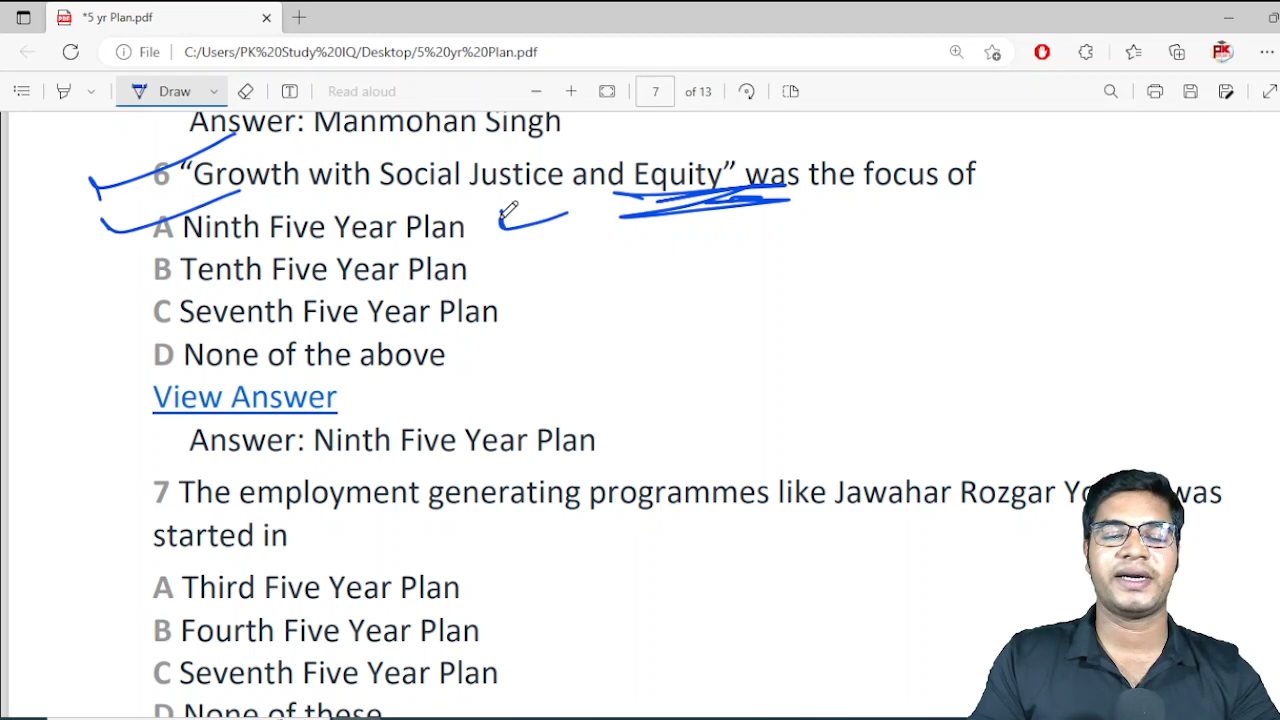 *5 yr Plan.pdf
File C:/Users/PK%20Study%20IQ/Desktop/5%20yr%20Plan.pdf
Draw Read aloud 7 of 13
Answer: Manmohan Singh
6 “Growth with Social Justice and Equity” was the focus of
A Ninth Five Year Plan
B Tenth Five Year Plan
C Seventh Five Year Plan
D None of the above
View Answer
Answer: Ninth Five Year Plan
7 The employment generating programmes like Jawahar Rozgar was
started in
A Third Five Year Plan
B Fourth Five Year Plan
C Seventh Five Year Plan
D None of these